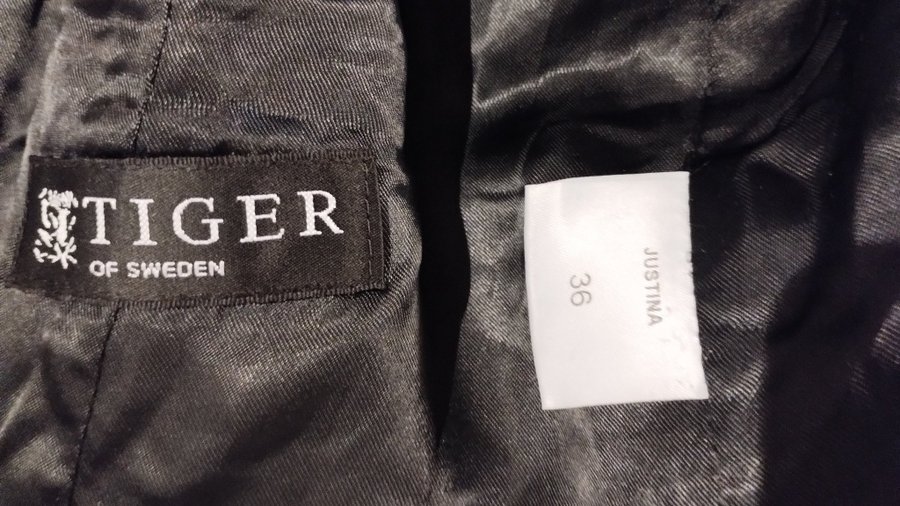 TIGER
OF SWEDEN
JUSTINA
36